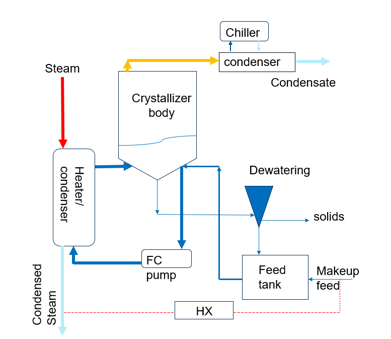 Chiller
condenser
Steam
Condensate
Crystallizer
body
Dewatering
Heater/
condenser
solids
FC
pump
Feed
tank
Makeup
feed
Condensed
Steam
HX